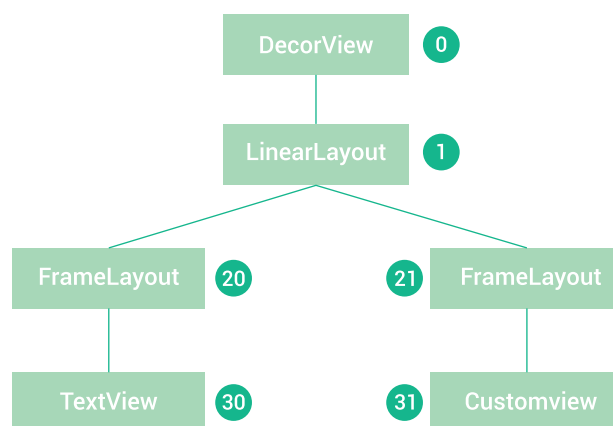 DecorView 0
LinearLayout 1
FrameLayout 20 21 FrameLayout
TextView 30 31 Customview